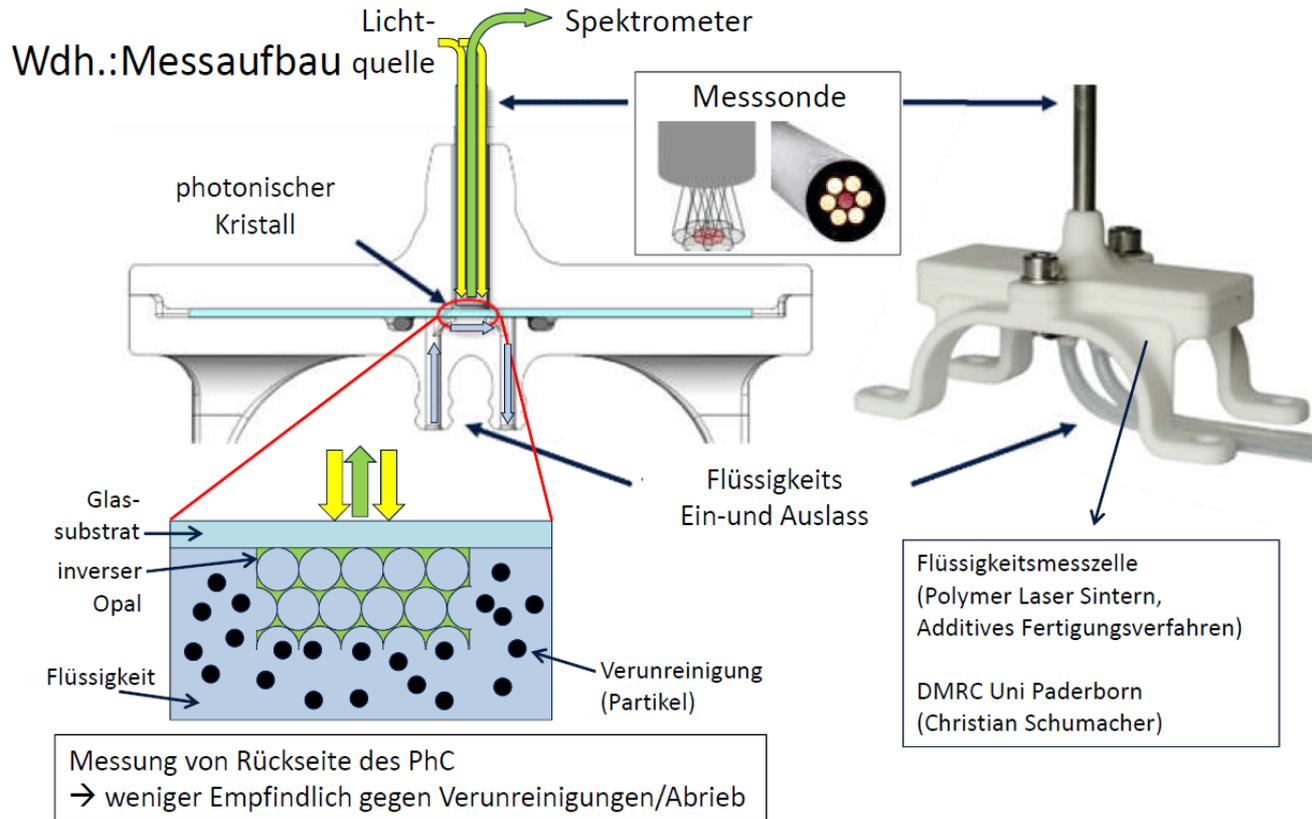 Wdh.:Messaufbau
Licht-
quelle
Spektrometer
Messsonde
photonischer
Kristall
Flüssigkeits
Ein-und Auslass
Glas-
substrat
inverser
Opal
Flüssigkeit
Verunreinigung
(Partikel)
Flüssigkeitsmesszelle
(Polymer Laser Sintern,
Additives Fertigungsverfahren)
DMRC Uni Paderborn
(Christian Schumacher)
Messung von Rückseite des PhC
→ weniger Empfindlich gegen Verunreinigungen/Abrieb